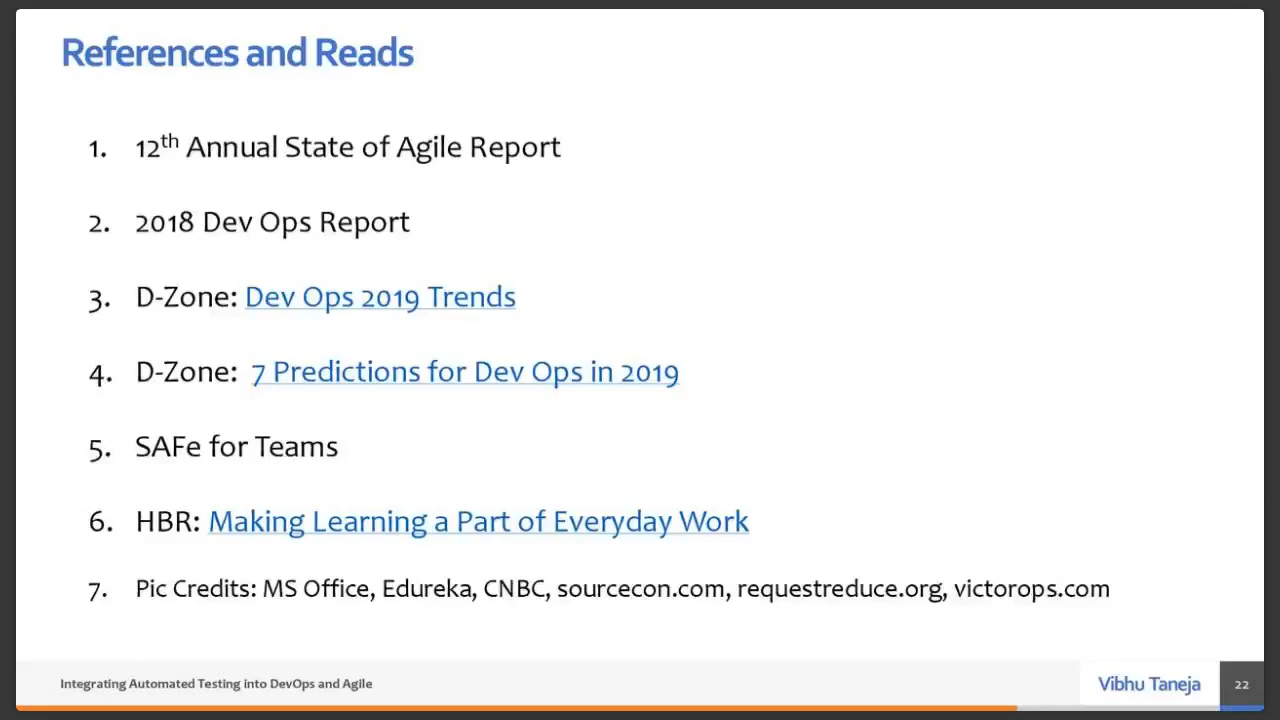 References and Reads
1. 12th Annual State of Agile Report
2. 2018 Dev Ops Report
3. D-Zone: Dev Ops 2019 Trends
4. D-Zone: 7 Predictions for Dev Ops in 2019
5. SAFe for Teams
6. HBR: Making Learning a Part of Everyday Work
7. Pic Credits: MS Office, Edureka, CNBC, sourcecon.com, requestreduce.org, victorops.com
Integrating Automated Testing into DevOps and Agile
Vibhu Taneja
22